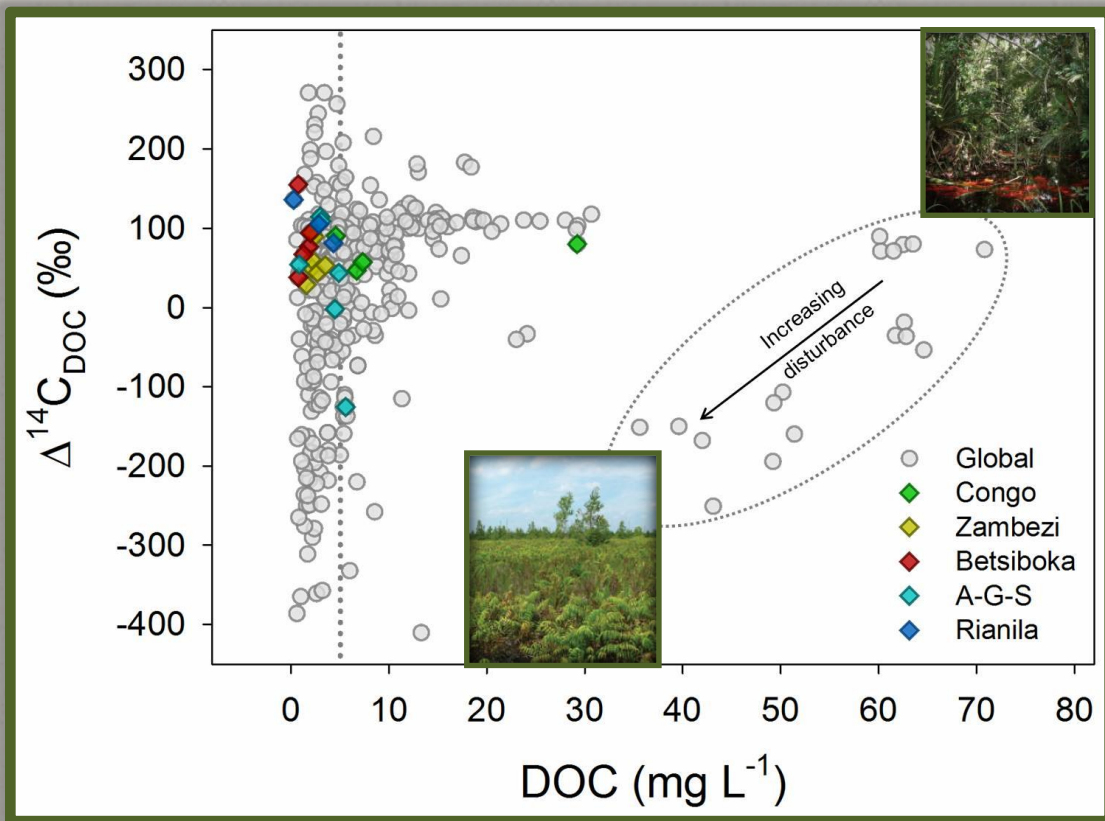 300
200
100
0
-100
-200
-300
-400
Δ¹⁴C_DOC (‰)
Increasing
disturbance
Global
Congo
Zambezi
Betsiboka
A-G-S
Rianila
0 10 20 30 40 50 60 70 80
DOC (mg L⁻¹)